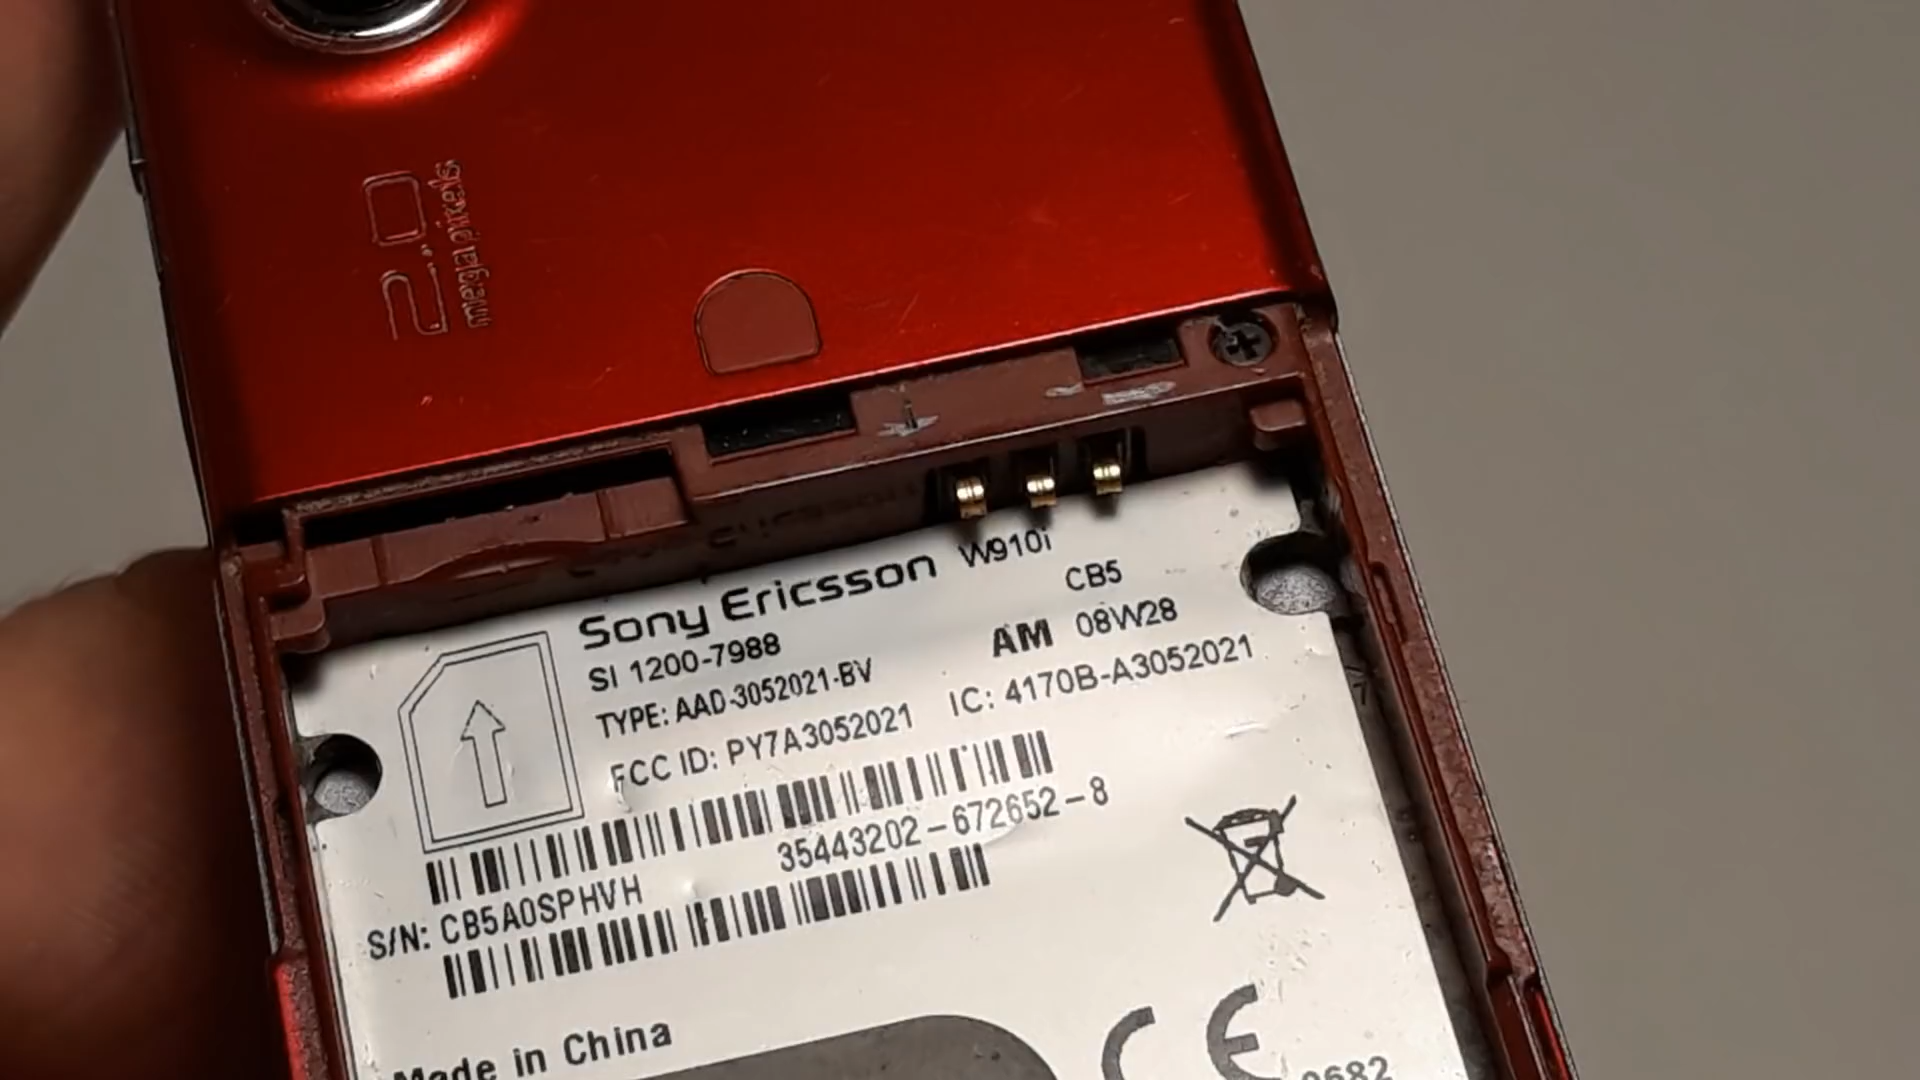 2.0
megapixels
Sony Ericsson W910i
SI 1200-7988
CB5
AM 08W28
TYPE: AAD-3052021-BV
FCC ID: PY7A3052021 IC: 4170B-A3052021
35443202-672652-8
S/N: CB5A0SPHVH
Made in China
CE
0682